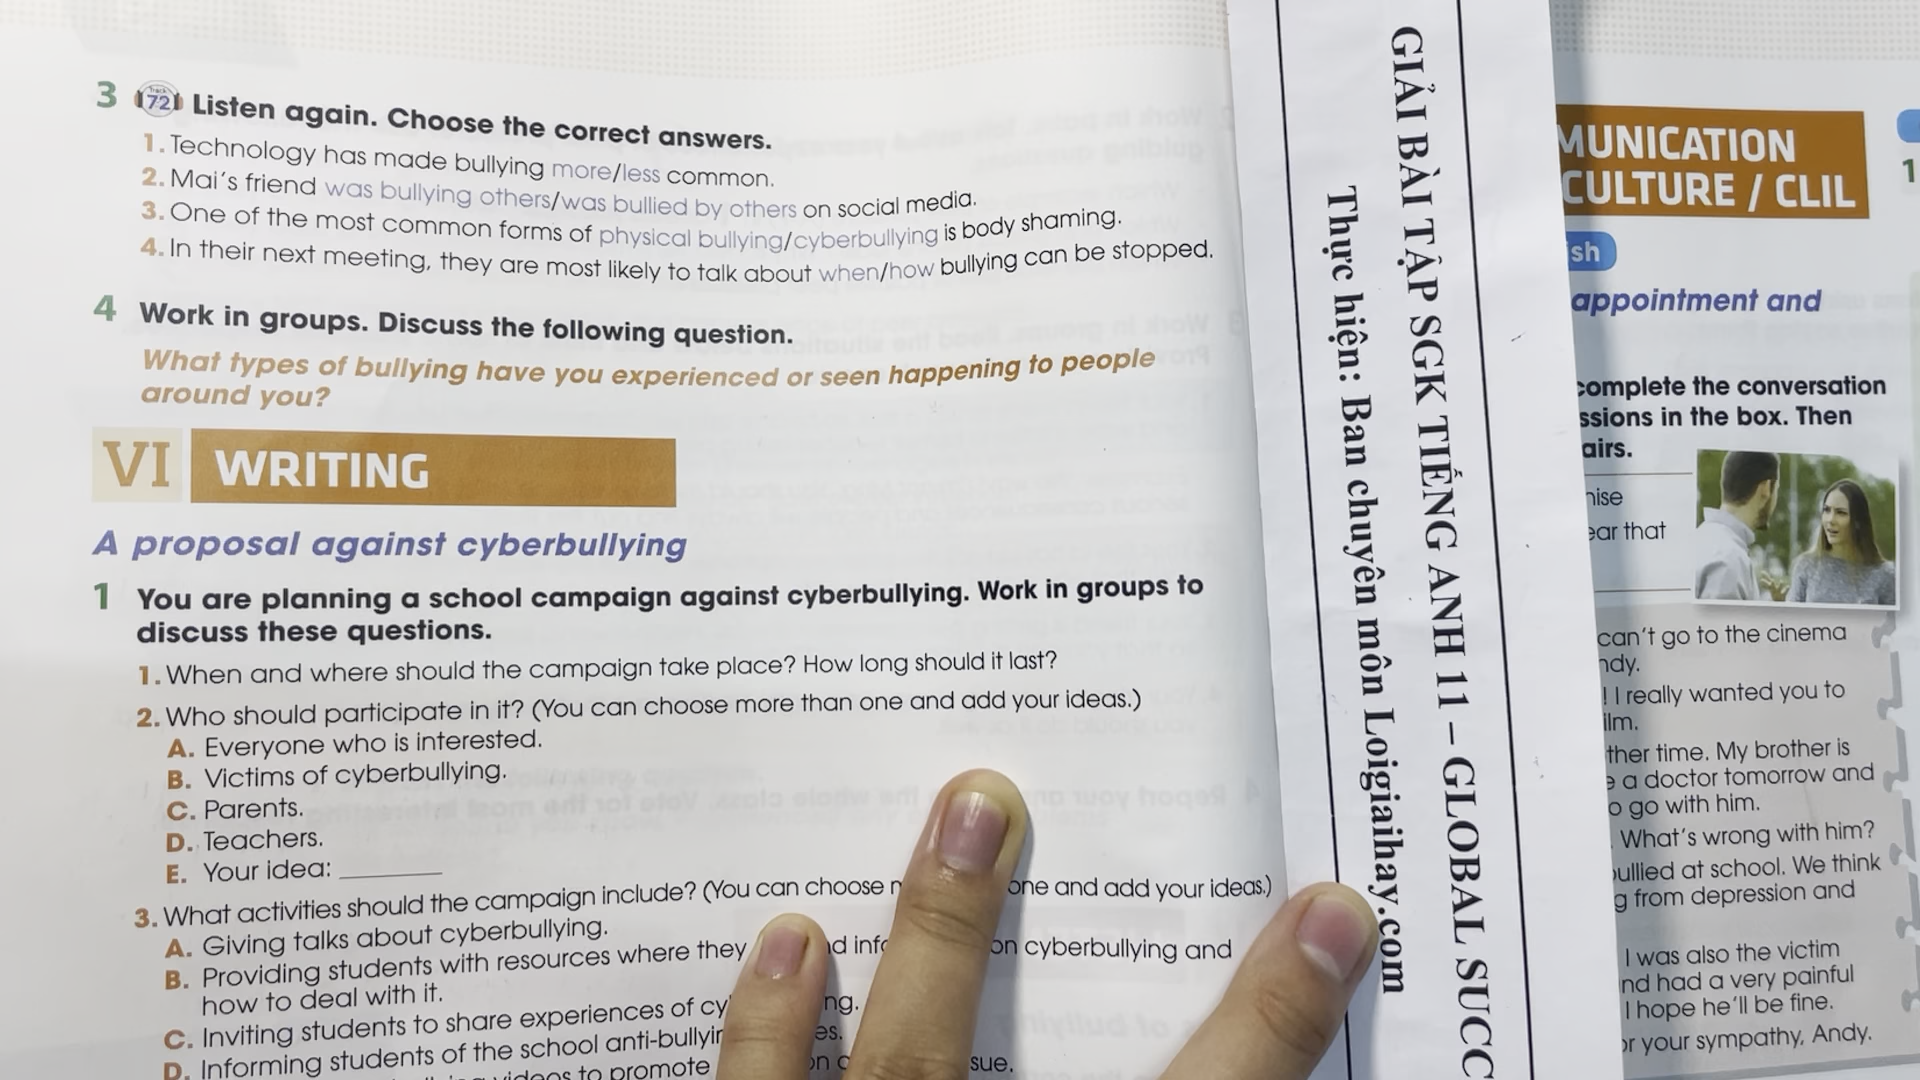 3 Track 72 Listen again. Choose the correct answers.
1. Technology has made bullying more/less common.
2. Mai's friend was bullying others/was bullied by others on social media.
3. One of the most common forms of physical bullying/cyberbullying is body shaming.
4. In their next meeting, they are most likely to talk about when/how bullying can be stopped.
4 Work in groups. Discuss the following question.
What types of bullying have you experienced or seen happening to people
around you?
VI WRITING
A proposal against cyberbullying
1 You are planning a school campaign against cyberbullying. Work in groups to
discuss these questions.
1. When and where should the campaign take place? How long should it last?
2. Who should participate in it? (You can choose more than one and add your ideas.)
A. Everyone who is interested.
B. Victims of cyberbullying.
C. Parents.
D. Teachers.
E. Your idea:
3. What activities should the campaign include? (You can choose one and add your ideas.)
A. Giving talks about cyberbullying.
B. Providing students with resources where they on cyberbullying and
how to deal with it.
C. Inviting students to share experiences of
D. Informing students of the school
videos to promote
GIẢI BÀI TẬP SGK TIẾNG ANH 11 – GLOBAL SUCC
Thực hiện: Ban chuyên môn Loigiaihay.com
MUNICATION
CULTURE / CLIL
1
ish
appointment and
complete the conversation
ssions in the box. Then
airs.
nise
ear that
can't go to the cinema
ndy.
! I really wanted you to
ilm.
ther time. My brother is
e a doctor tomorrow and
o go with him.
What's wrong with him?
ullied at school. We think
g from depression and
I was also the victim
nd had a very painful
I hope he'll be fine.
or your sympathy, Andy.